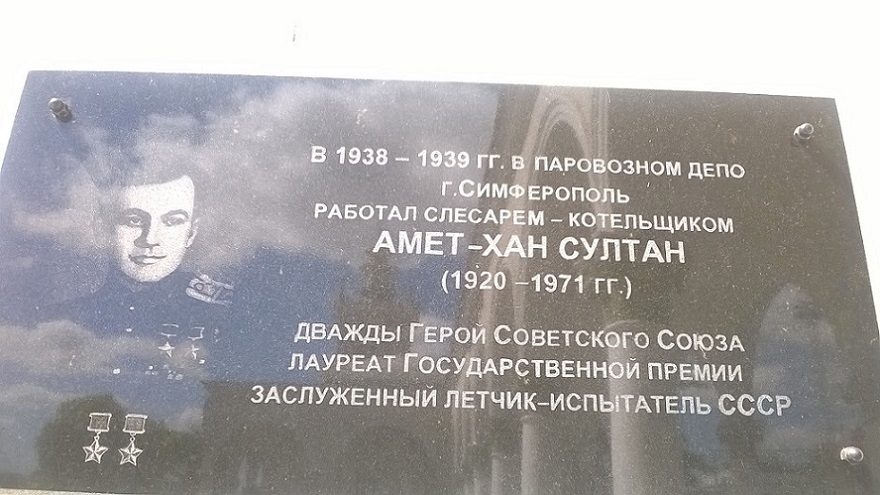 В 1938 – 1939 ГГ. В ПАРОВОЗНОМ ДЕПО
Г.СИМФЕРОПОЛЬ
РАБОТАЛ СЛЕСАРЕМ – КОТЕЛЬЩИКОМ
АМЕТ-ХАН СУЛТАН
(1920 –1971 ГГ.)
ДВАЖДЫ ГЕРОЙ СОВЕТСКОГО СОЮЗА
ЛАУРЕАТ ГОСУДАРСТВЕННОЙ ПРЕМИИ
ЗАСЛУЖЕННЫЙ ЛЕТЧИК-ИСПЫТАТЕЛЬ СССР